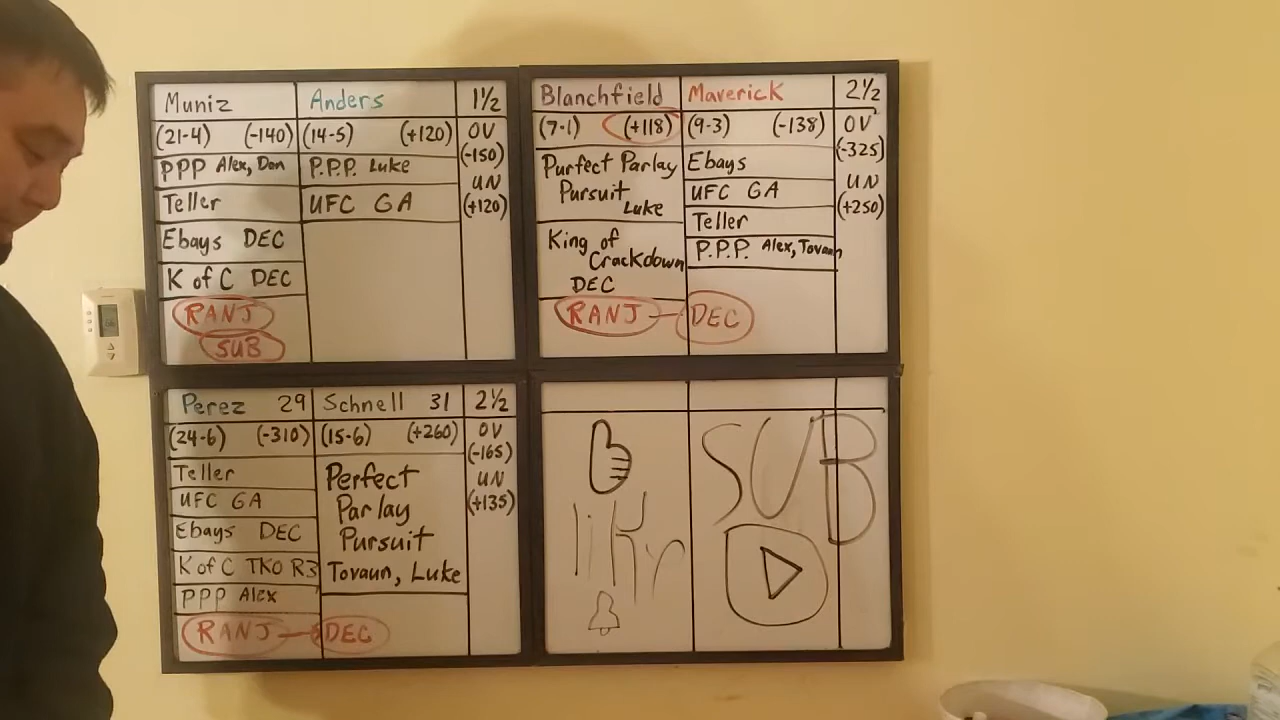 Muniz Anders 1½
(21-4) (-140) (14-5) (+120) OV
(-150)
PPP Alex, Don P.P.P. Luke UN
Teller UFC GA (+120)
Ebays DEC
K of C DEC
RANJ
SUB
Blanchfield Maverick 2½
(7-1) (+118) (9-3) (-138) OV
(-325)
Purfect Parlay
Pursuit
Luke
Ebays
UFC GA
Teller
P.P.P. Alex, Tovaun
UN
(+250)
King of
Crackdown
DEC
RANJ - DEC
Perez 29 Schnell 31 2½
(24-6) (-310) (15-6) (+260) OV
(-165)
UN
(+135)
Teller
UFC GA
Ebays DEC
K of C TKO R3
PPP Alex
RANJ - DEC
Perfect
Parlay
Pursuit
Tovaun, Luke
SUB